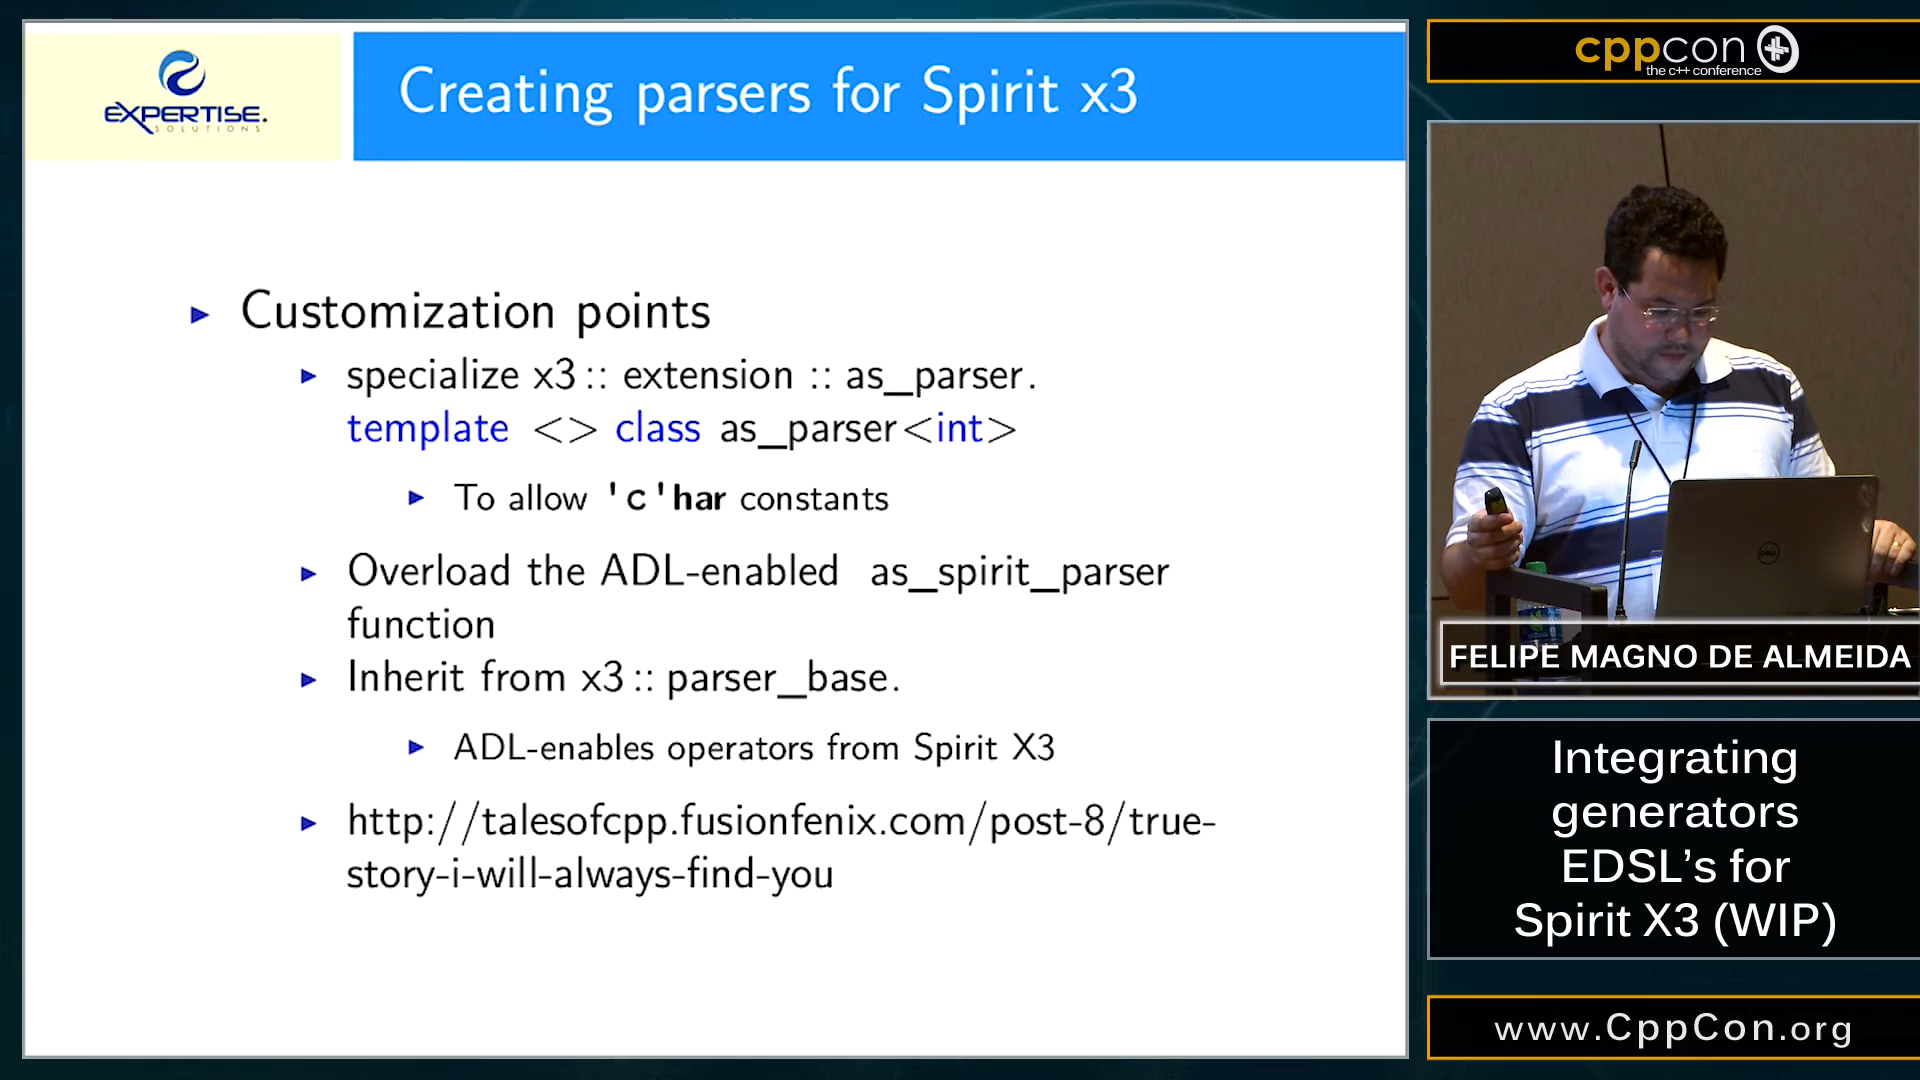 EXPERTISE.
SOLUTIONS
Creating parsers for Spirit x3
Customization points
specialize x3 :: extension :: as_parser.
template <> class as_parser<int>
To allow 'c'har constants
Overload the ADL-enabled as_spirit_parser
function
Inherit from x3 :: parser_base.
ADL-enables operators from Spirit X3
http://talesofcpp.fusionfenix.com/post-8/true-
story-i-will-always-find-you
cppcon
the c++ conference
DELL
FELIPE MAGNO DE ALMEIDA
Integrating
generators
EDSL's for
Spirit X3 (WIP)
www.CppCon.org